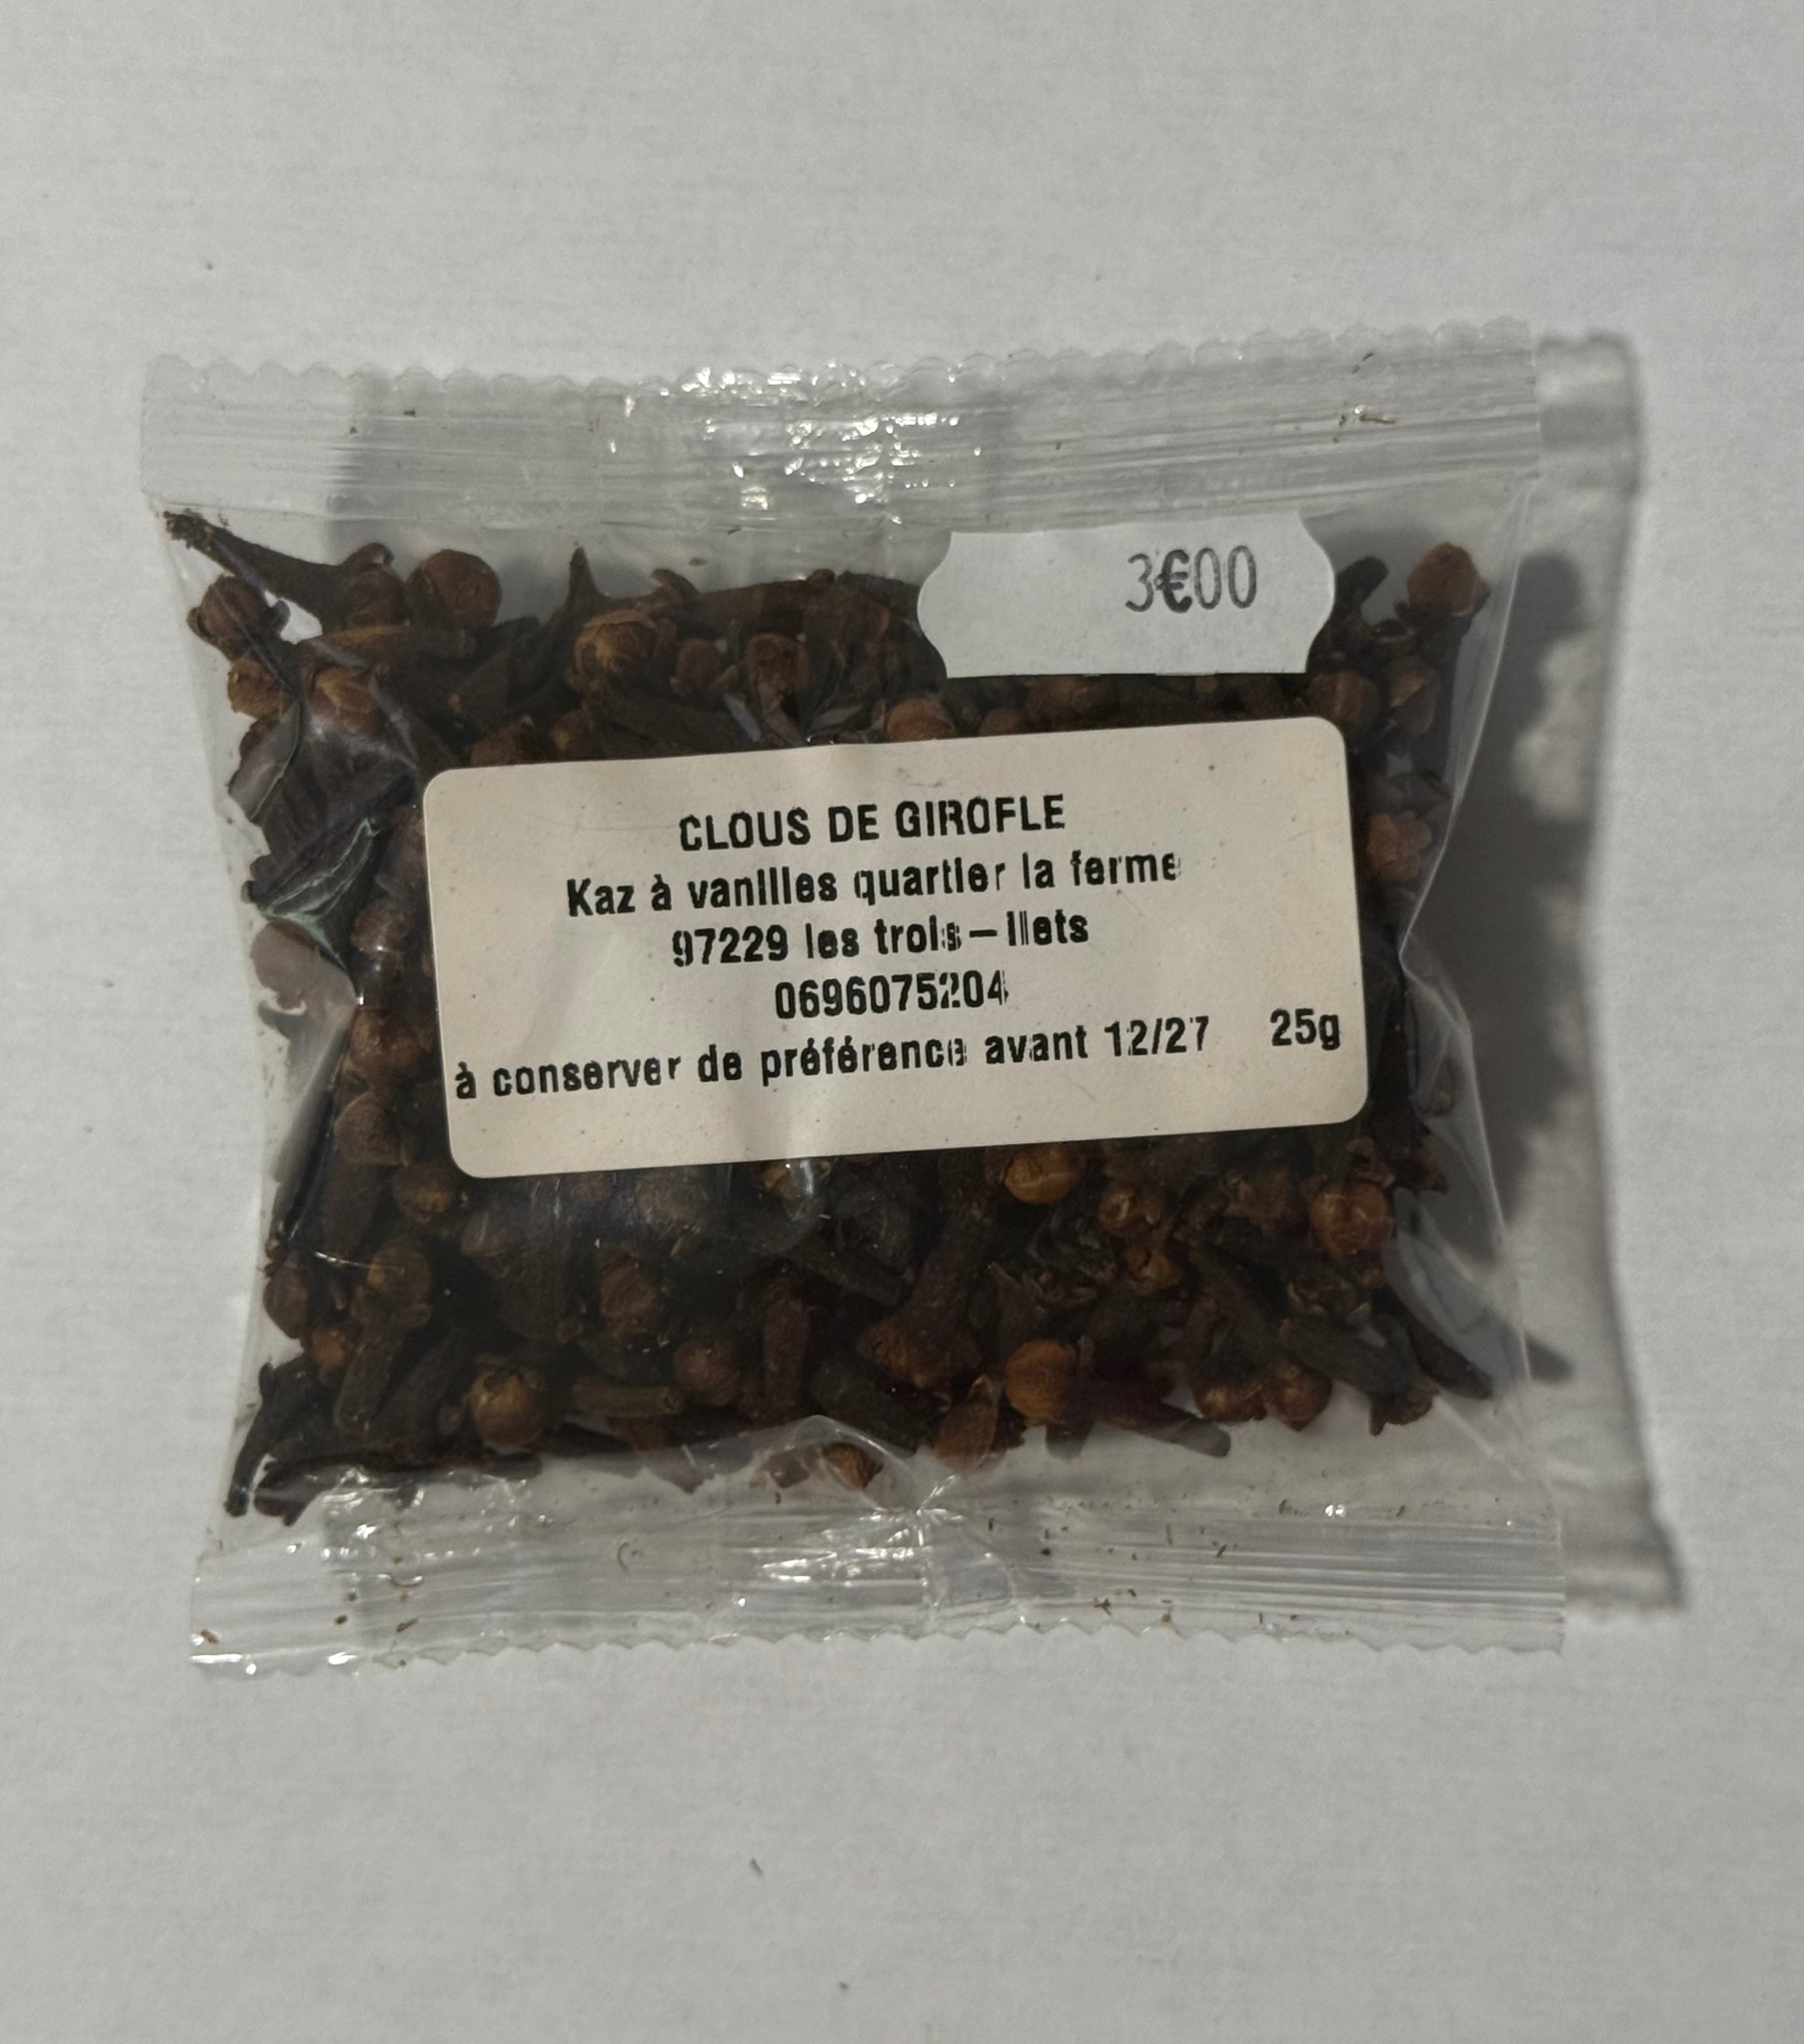 3€00
CLOUS DE GIROFLE
Kaz à vanilles quartier la ferme
97229 les trois-Ilets
0696075204
à conserver de préférence avant 12/27 25g